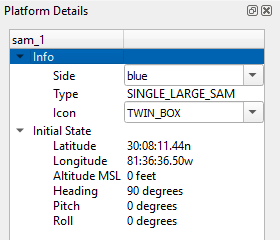 Platform Details
sam_1
Info
Side blue
Type SINGLE_LARGE_SAM
Icon TWIN_BOX
Initial State
Latitude 30:08:11.44n
Longitude 81:36:36.50w
Altitude MSL 0 feet
Heading 90 degrees
Pitch 0 degrees
Roll 0 degrees